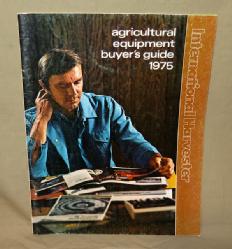 agricultural
equipment
buyer's guide
1975
International Harvester